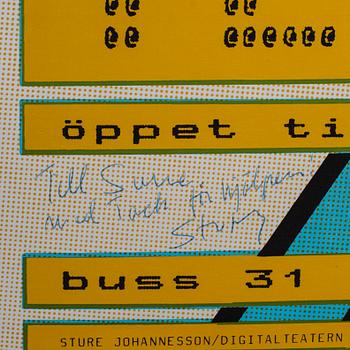 öppet ti
Till Sune
med Tack för hjälpen!
Sture
buss 31
STURE JOHANNESSON/DIGITALTEATERN